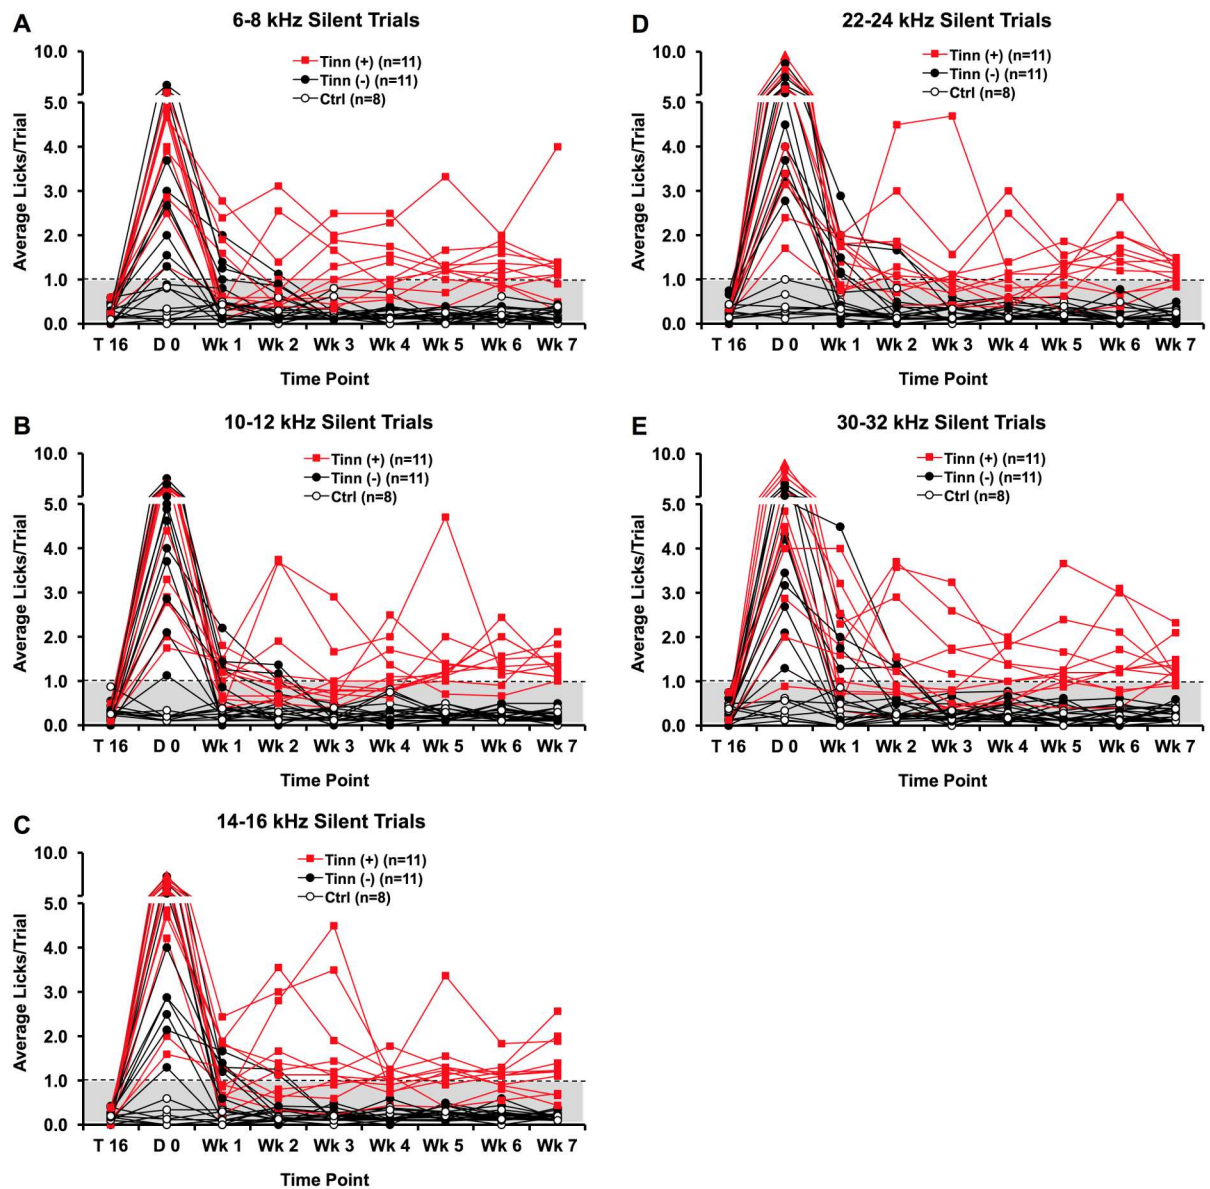 A
6-8 kHz Silent Trials
10.0
5.0
4.0
3.0
2.0
1.0
0.0
Average Licks/Trial
Tinn (+) (n=11)
Tinn (-) (n=11)
Ctrl (n=8)
T 16 D 0 Wk 1 Wk 2 Wk 3 Wk 4 Wk 5 Wk 6 Wk 7
Time Point
B
10-12 kHz Silent Trials
10.0
5.0
4.0
3.0
2.0
1.0
0.0
Average Licks/Trial
Tinn (+) (n=11)
Tinn (-) (n=11)
Ctrl (n=8)
T 16 D 0 Wk 1 Wk 2 Wk 3 Wk 4 Wk 5 Wk 6 Wk 7
Time Point
C
14-16 kHz Silent Trials
10.0
5.0
4.0
3.0
2.0
1.0
0.0
Average Licks/Trial
Tinn (+) (n=11)
Tinn (-) (n=11)
Ctrl (n=8)
T 16 D 0 Wk 1 Wk 2 Wk 3 Wk 4 Wk 5 Wk 6 Wk 7
Time Point
D
22-24 kHz Silent Trials
10.0
5.0
4.0
3.0
2.0
1.0
0.0
Average Licks/Trial
Tinn (+) (n=11)
Tinn (-) (n=11)
Ctrl (n=8)
T 16 D 0 Wk 1 Wk 2 Wk 3 Wk 4 Wk 5 Wk 6 Wk 7
Time Point
E
30-32 kHz Silent Trials
10.0
5.0
4.0
3.0
2.0
1.0
0.0
Average Licks/Trial
Tinn (+) (n=11)
Tinn (-) (n=11)
Ctrl (n=8)
T 16 D 0 Wk 1 Wk 2 Wk 3 Wk 4 Wk 5 Wk 6 Wk 7
Time Point